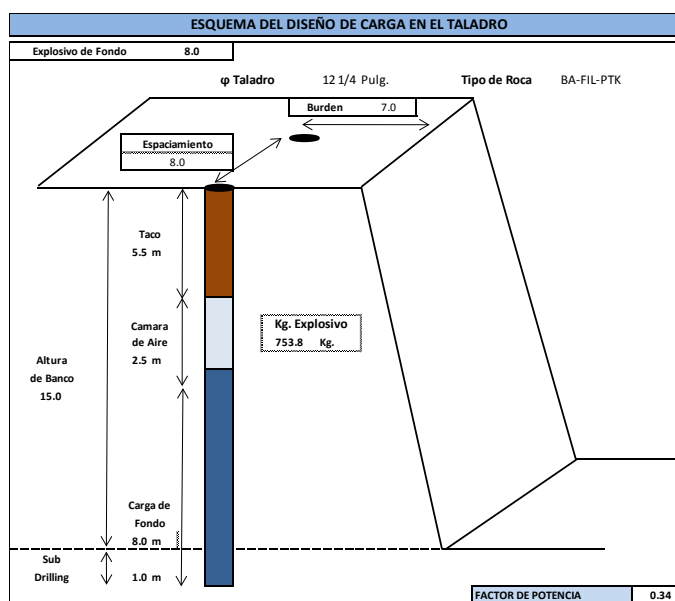 ESQUEMA DEL DISEÑO DE CARGA EN EL TALADRO
Explosivo de Fondo 8.0
φ Taladro 12 1/4 Pulg. Tipo de Roca BA-FIL-PTK
Burden 7.0
Espaciamiento
8.0
Taco
5.5 m
Kg. Explosivo
753.8 Kg.
Camara
de Aire
2.5 m
Altura
de Banco
15.0
Carga de
Fondo
8.0 m
Sub
Drilling 1.0 m
FACTOR DE POTENCIA 0.34